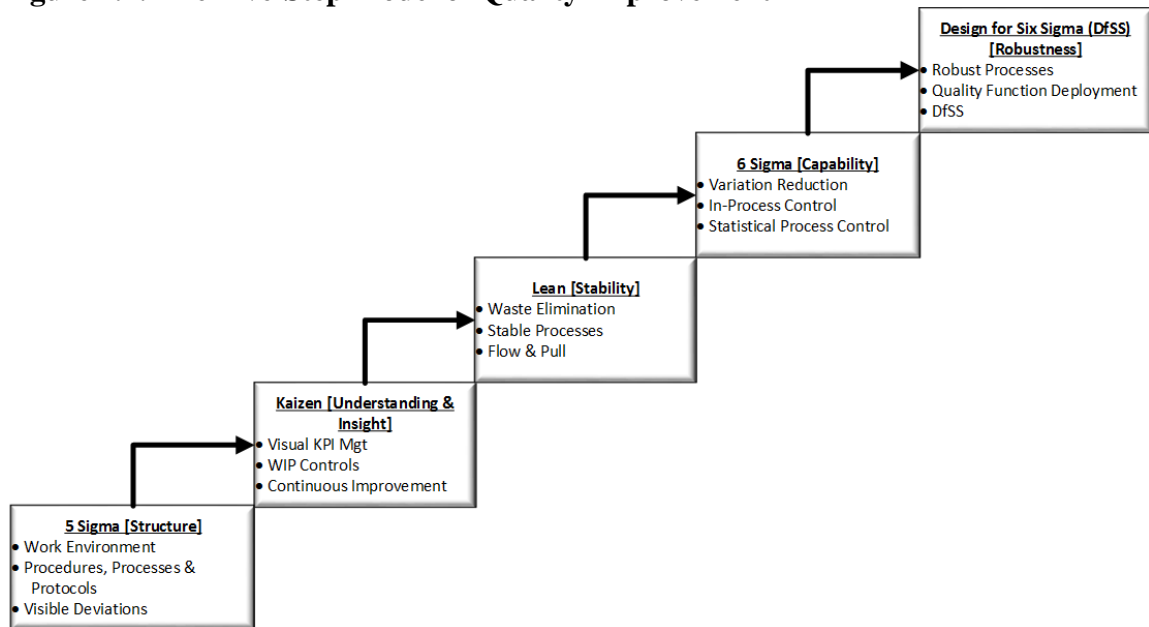 Design for Six Sigma (DfSS)
[Robustness]
• Robust Processes
• Quality Function Deployment
• DfSS
6 Sigma [Capability]
• Variation Reduction
• In-Process Control
• Statistical Process Control
Lean [Stability]
• Waste Elimination
• Stable Processes
• Flow & Pull
Kaizen [Understanding &
Insight]
• Visual KPI Mgt
• WIP Controls
• Continuous Improvement
5 Sigma [Structure]
• Work Environment
• Procedures, Processes &
Protocols
• Visible Deviations